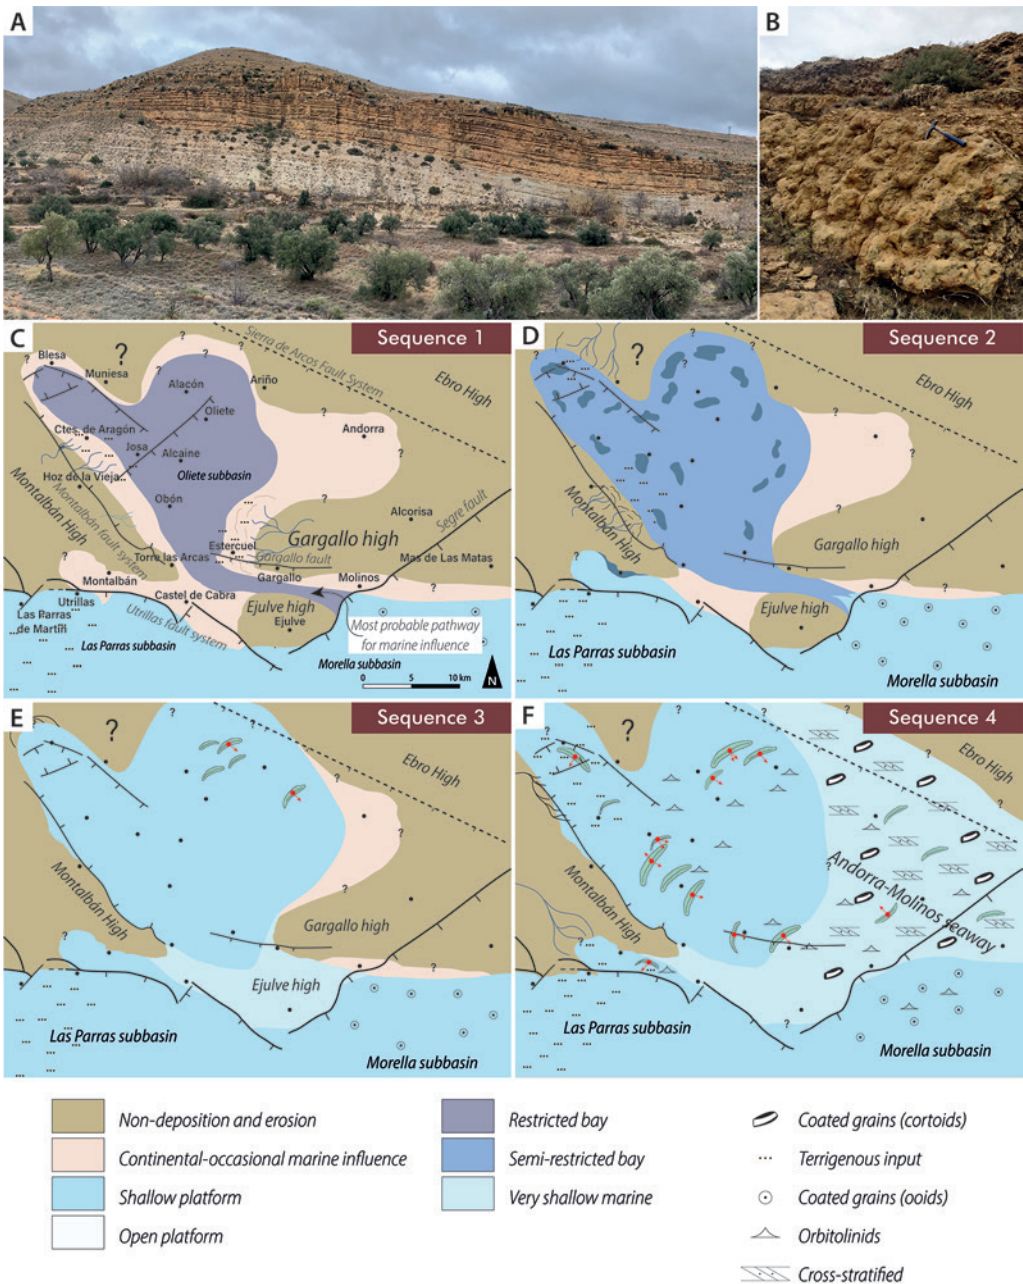 A
B
C
Sequence 1
Blesa
Muniesa
?
Alacón
Ariño
Sierra de Arcos Fault System
Ebro High
Oliete
Andorra
Ctes. de Aragón
Josa
Alcaine
Oliete subbasin
Hoz de la Vieja
Montalbán High
Montalbán fault system
Obón
Alcorisa
Segre fault
Gargallo high
Estercuel
Gargallo fault
Torre las Arcas
Mas de Las Matas
Montalbán
Gargallo
Molinos
Utrillas
Castel de Cabra
Ejulve high
Ejulve
Las Parras
de Martín
Utrillas fault system
Las Parras subbasin
Most probable pathway
for marine influence
Morella subbasin
0 5 10 km
N
D
Sequence 2
?
Ebro High
Montalbán High
Gargallo high
Ejulve high
Las Parras subbasin
Morella subbasin
E
Sequence 3
?
Ebro High
Montalbán High
Gargallo high
Ejulve high
Las Parras subbasin
Morella subbasin
F
Sequence 4
?
Ebro High
Montalbán High
Andorra-Molinos seaway
Las Parras subbasin
Morella subbasin
Non-deposition and erosion
Continental-occasional marine influence
Shallow platform
Open platform
Restricted bay
Semi-restricted bay
Very shallow marine
Coated grains (cortoids)
Terrigenous input
Coated grains (ooids)
Orbitolinids
Cross-stratified